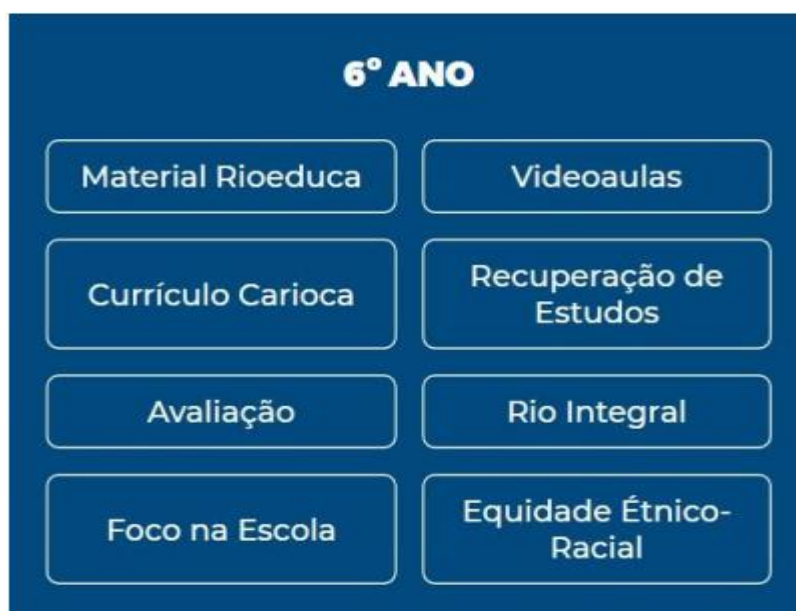 6º ANO
Material Rioeduca
Videoaulas
Currículo Carioca
Recuperação de
Estudos
Avaliação
Rio Integral
Foco na Escola
Equidade Étnico-
Racial